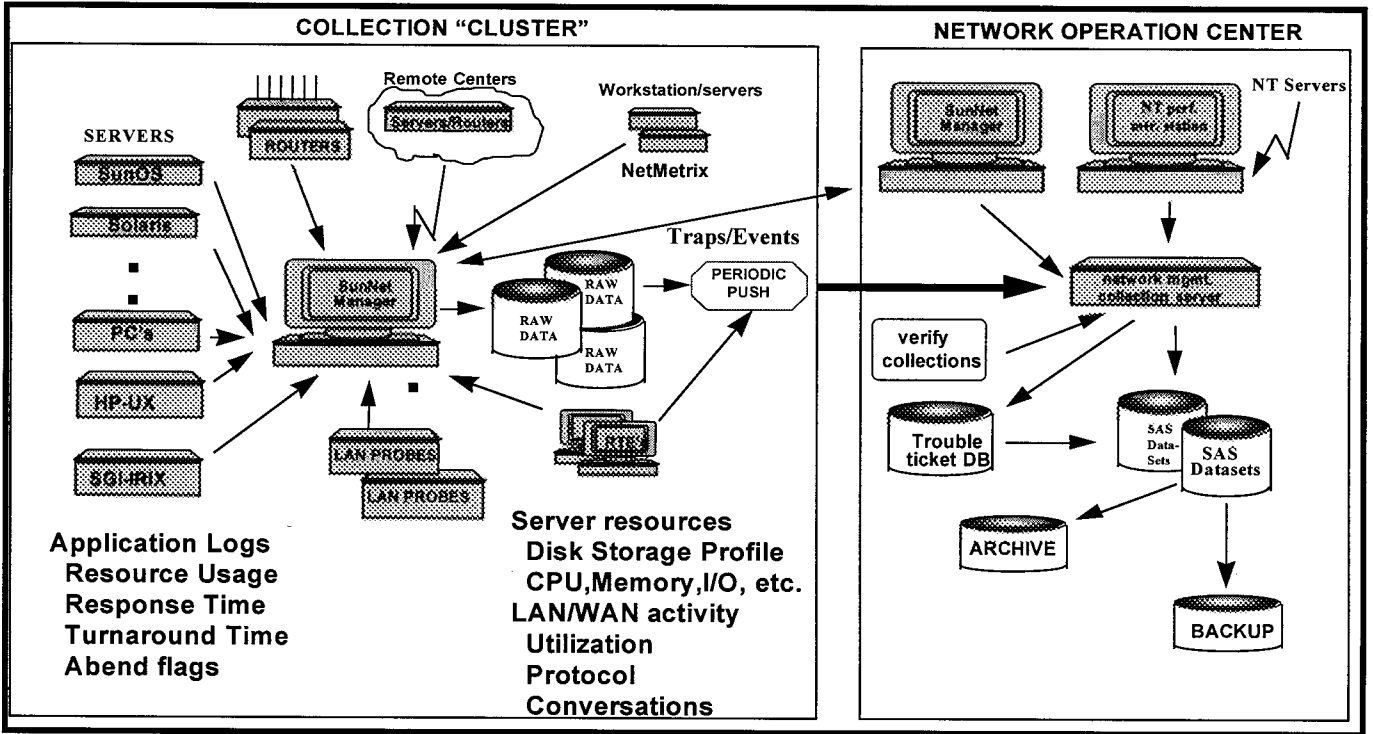 COLLECTION “CLUSTER”
Remote Centers
Servers/Routers
Workstation/servers
NetMetrix
ROUTERS
SERVERS
SunOS
Solaris
PC's
HP-UX
SGI-IRIX
SunNet
Manager
RAW
DATA
RAW
DATA
RAW
DATA
Traps/Events
PERIODIC
PUSH
LAN PROBES
LAN PROBES
Application Logs
Resource Usage
Response Time
Turnaround Time
Abend flags
Server resources
Disk Storage Profile
CPU,Memory,I/O, etc.
LAN/WAN activity
Utilization
Protocol
Conversations
NETWORK OPERATION CENTER
SunNet
Manager
NT perf.
station
NT Servers
network mgmt.
collection server
verify
collections
Trouble
ticket DB
SAS
Data-
Sets
SAS
Datasets
ARCHIVE
BACKUP